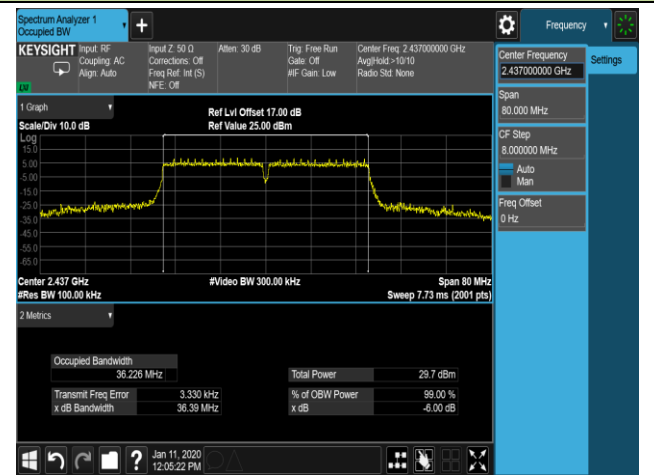 Spectrum Analyzer 1
Occupied BW
+
Frequency
KEYSIGHT
Input: RF
Coupling: AC
Align: Auto
Input Z: 50 Ω
Corrections: Off
Freq Ref: Int (S)
NFE: Off
Atten: 30 dB
Trig: Free Run
Gate: Off
#IF Gain: Low
Center Freq: 2.437000000 GHz
Avg|Hold:>10/10
Radio Std: None
Center Frequency
2.437000000 GHz
Settings
Span
80.000 MHz
CF Step
8.000000 MHz
Auto
Man
Freq Offset
0 Hz
1 Graph
Scale/Div 10.0 dB
Ref Lvl Offset 17.00 dB
Ref Value 25.00 dBm
Log
15.0
5.00
-5.00
-15.0
-25.0
-35.0
-45.0
-55.0
-65.0
Center 2.437 GHz
#Video BW 300.00 kHz
Span 80 MHz
#Res BW 100.00 kHz
Sweep 7.73 ms (2001 pts)
2 Metrics
Occupied Bandwidth
36.226 MHz
Total Power 29.7 dBm
Transmit Freq Error 3.330 kHz
% of OBW Power 99.00 %
x dB Bandwidth 36.39 MHz
x dB -6.00 dB
?
Jan 11, 2020
12:05:22 PM